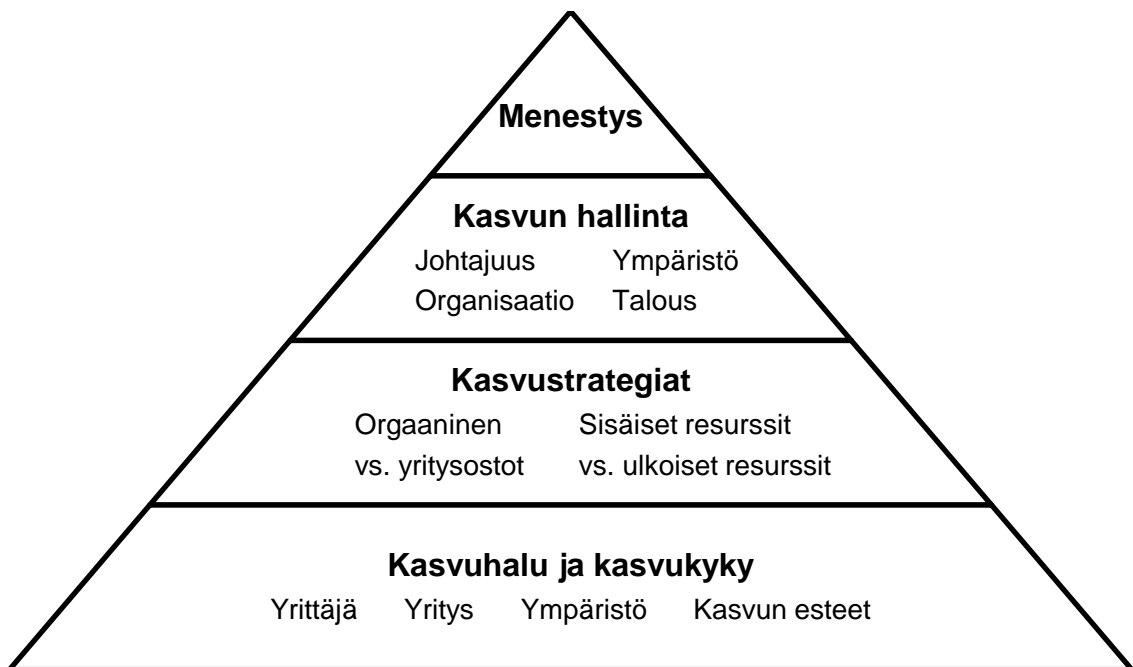 Menestys
Kasvun hallinta
Johtajuus Ympäristö
Organisaatio Talous
Kasvustrategiat
Orgaaninen Sisäiset resurssit
vs. yritysostot vs. ulkoiset resurssit
Kasvuhalu ja kasvukyky
Yrittäjä Yritys Ympäristö Kasvun esteet